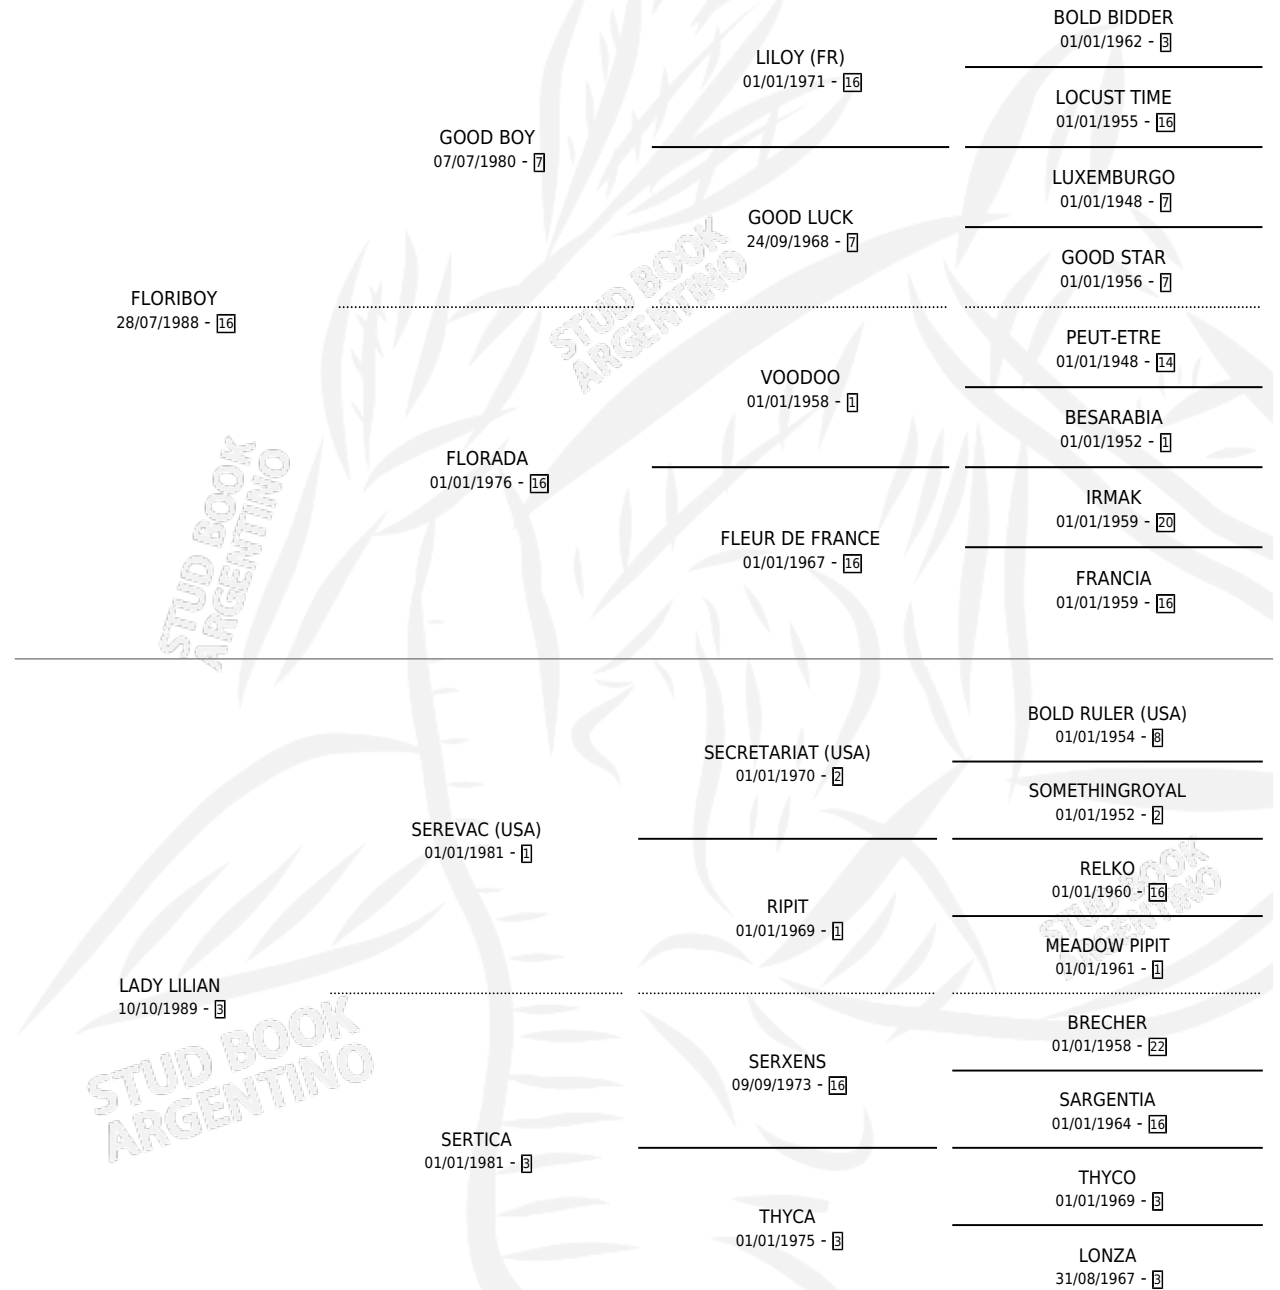 BOLD BIDDER
01/01/1962 - 3
LILOY (FR)
01/01/1971 - 16
LOCUST TIME
01/01/1955 - 16
GOOD BOY
07/07/1980 - 7
LUXEMBURGO
01/01/1948 - 7
GOOD LUCK
24/09/1968 - 7
GOOD STAR
01/01/1956 - 7
FLORIBOY
28/07/1988 - 16
PEUT-ETRE
01/01/1948 - 14
VOODOO
01/01/1958 - 1
BESARABIA
01/01/1952 - 1
FLORADA
01/01/1976 - 16
IRMAK
01/01/1959 - 20
FLEUR DE FRANCE
01/01/1967 - 16
FRANCIA
01/01/1959 - 16
STUD BOOK
ARGENTINO
STUD BOOK
ARGENTINO
BOLD RULER (USA)
01/01/1954 - 8
SECRETARIAT (USA)
01/01/1970 - 2
SOMETHINGROYAL
01/01/1952 - 2
SEREVAC (USA)
01/01/1981 - 1
RELKO
01/01/1960 - 16
RIPIT
01/01/1969 - 1
MEADOW PIPIT
01/01/1961 - 1
LADY LILIAN
10/10/1989 - 3
BRECHER
01/01/1958 - 22
SERXENS
09/09/1973 - 16
SARGENTIA
01/01/1964 - 16
SERTICA
01/01/1981 - 3
THYCO
01/01/1969 - 3
THYCA
01/01/1975 - 3
LONZA
31/08/1967 - 3
STUD BOOK
ARGENTINO
STUD BOOK
ARGENTINO